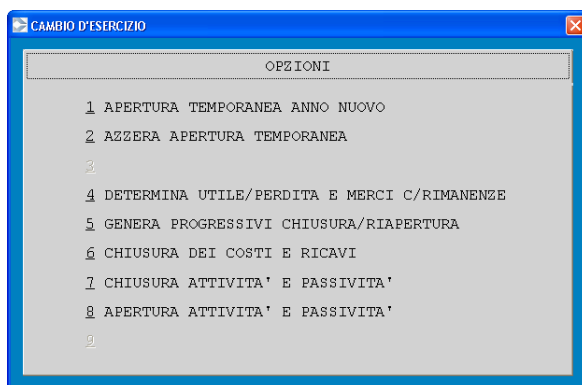 CAMBIO D'ESERCIZIO
OPZIONI
1 APERTURA TEMPORANEA ANNO NUOVO
2 AZZERA APERTURA TEMPORANEA
3
4 DETERMINA UTILE/PERDITA E MERCI C/RIMANENZE
5 GENERA PROGRESSIVI CHIUSURA/RIAPERTURA
6 CHIUSURA DEI COSTI E RICAVI
7 CHIUSURA ATTIVITA' E PASSIVITA'
8 APERTURA ATTIVITA' E PASSIVITA'
9